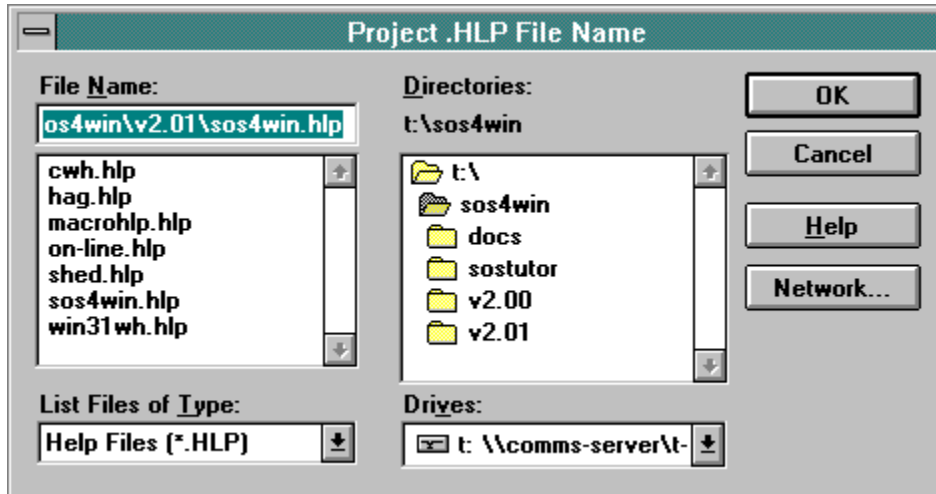 Project .HLP File Name
File Name:
os4win\v2.01\sos4win.hlp
cwh.hlp
hag.hlp
macrohlp.hlp
on-line.hlp
shed.hlp
sos4win.hlp
win31wh.hlp
List Files of Type:
Help Files (*.HLP)
Directories:
t:\sos4win
t:\
sos4win
docs
sostutor
v2.00
v2.01
Drives:
t: \\comms-server\t-
OK
Cancel
Help
Network...